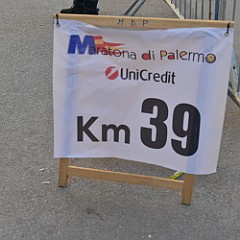 M.D.P
Maratona di Palermo
UniCredit
Km 39